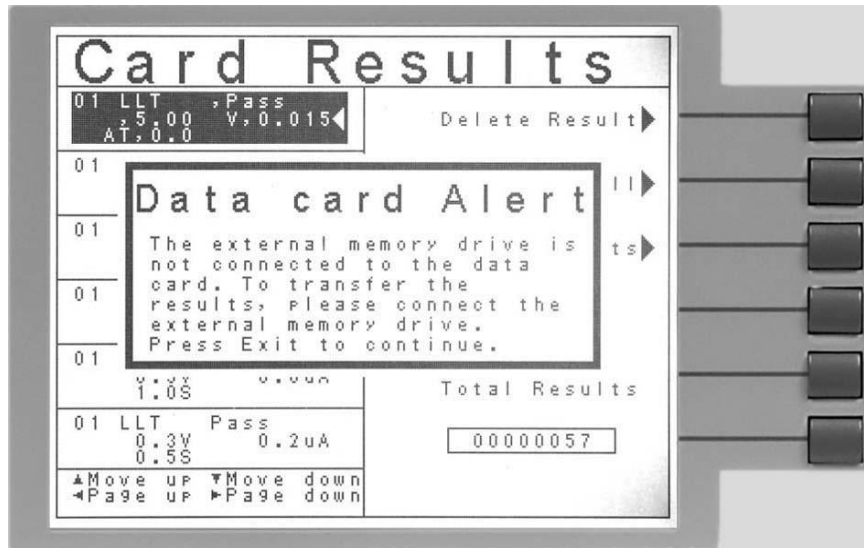 Card Results
01 LLT ,Pass
,5.00 V,0.015
AT,0.0
Delete Result
01
ll
Data card Alert
The external memory drive is
not connected to the data
card. To transfer the
results, please connect the
external memory drive.
Press Exit to continue.
01
ts
01
01
1.0S
Total Results
01 LLT Pass
0.3V 0.2uA
0.5S
00000057
▲Move up ▼Move down
◄Page up ►Page down